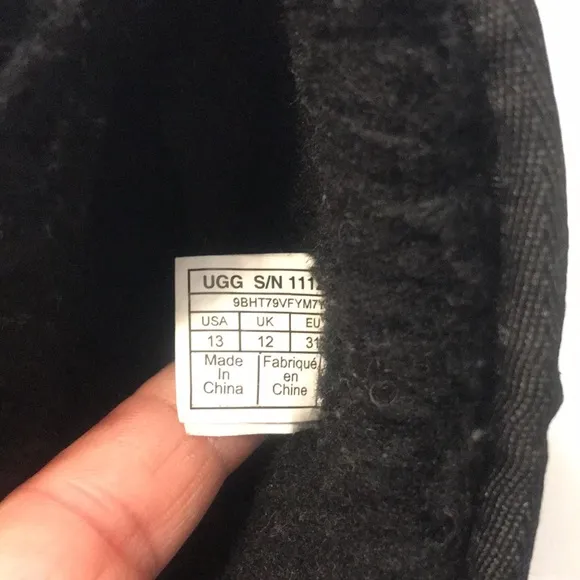 UGG S/N 111
9BHT79VFYM7
USA UK EU
13 12 31
Made Fabriqué
In en
China Chine